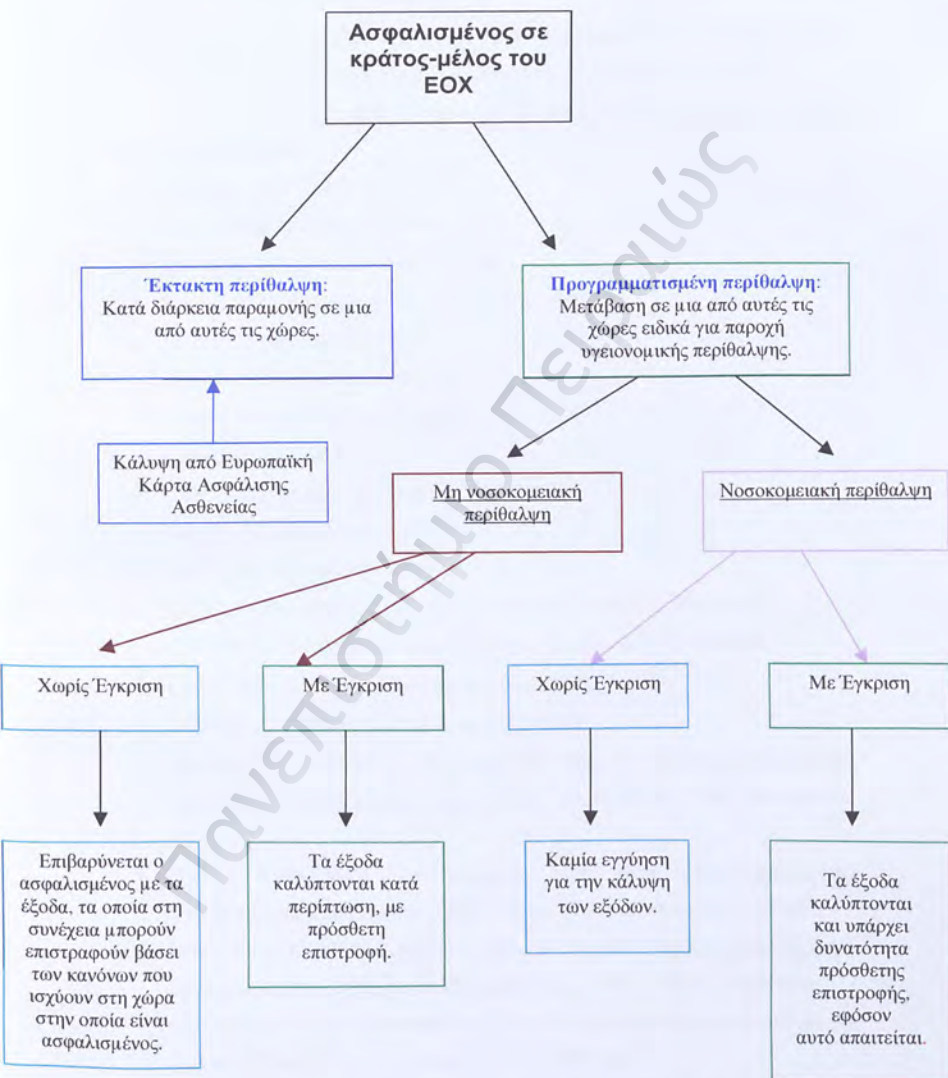 Ασφαλισμένος σε
κράτος-μέλος του
ΕΟΧ
Έκτακτη περίθαλψη:
Κατά διάρκεια παραμονής σε μια
από αυτές τις χώρες.
Προγραμματισμένη περίθαλψη:
Μετάβαση σε μια από αυτές τις
χώρες ειδικά για παροχή
υγειονομικής περίθαλψης.
Κάλυψη από Ευρωπαϊκή
Κάρτα Ασφάλισης
Ασθενείας
Μη νοσοκομειακή
περίθαλψη
Νοσοκομειακή περίθαλψη
Χωρίς Έγκριση
Με Έγκριση
Χωρίς Έγκριση
Με Έγκριση
Επιβαρύνεται ο
ασφαλισμένος με τα
έξοδα, τα οποία στη
συνέχεια μπορούν
επιστραφούν βάσει
των κανόνων που
ισχύουν στη χώρα
στην οποία είναι
ασφαλισμένος.
Τα έξοδα
καλύπτονται κατά
περίπτωση, με
πρόσθετη
επιστροφή.
Καμία εγγύηση
για την κάλυψη
των εξόδων.
Τα έξοδα
καλύπτονται
και υπάρχει
δυνατότητα
πρόσθετης
επιστροφής,
εφόσον
αυτό απαιτείται.
Πανεπιστήμιο Πειραιώς